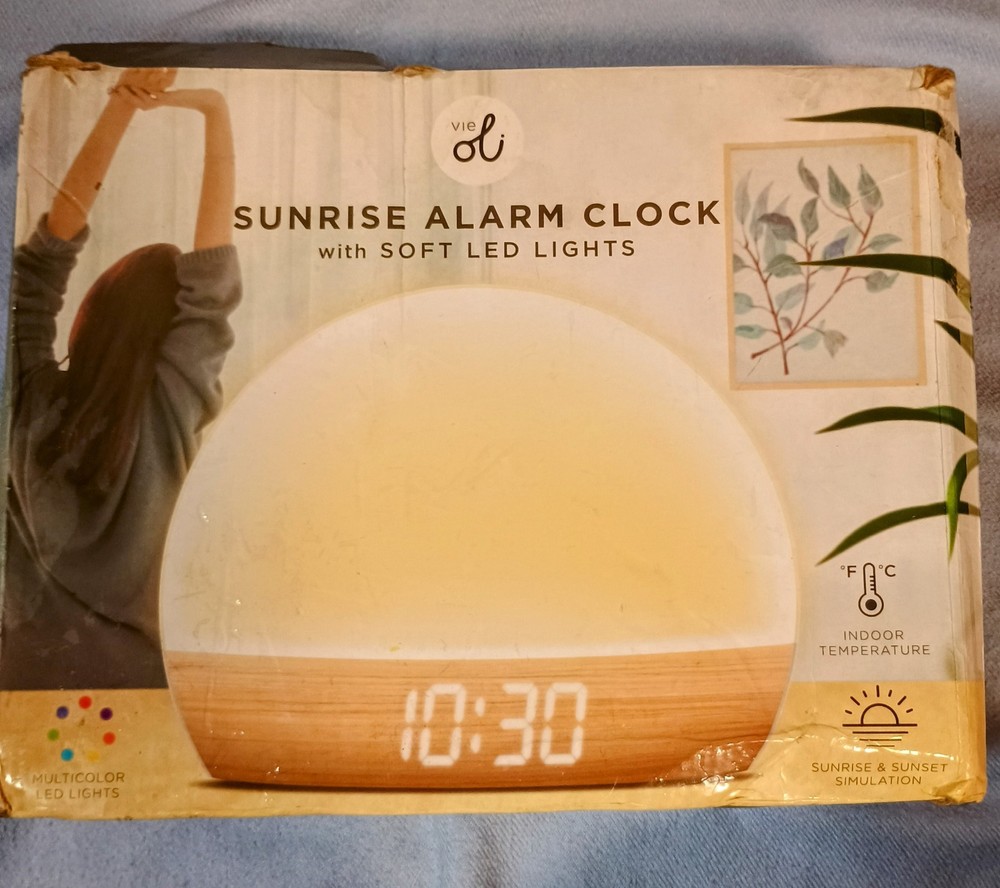 VIE
oli
SUNRISE ALARM CLOCK
with SOFT LED LIGHTS
°F °C
INDOOR
TEMPERATURE
10:30
MULTICOLOR
LED LIGHTS
SUNRISE & SUNSET
SIMULATION